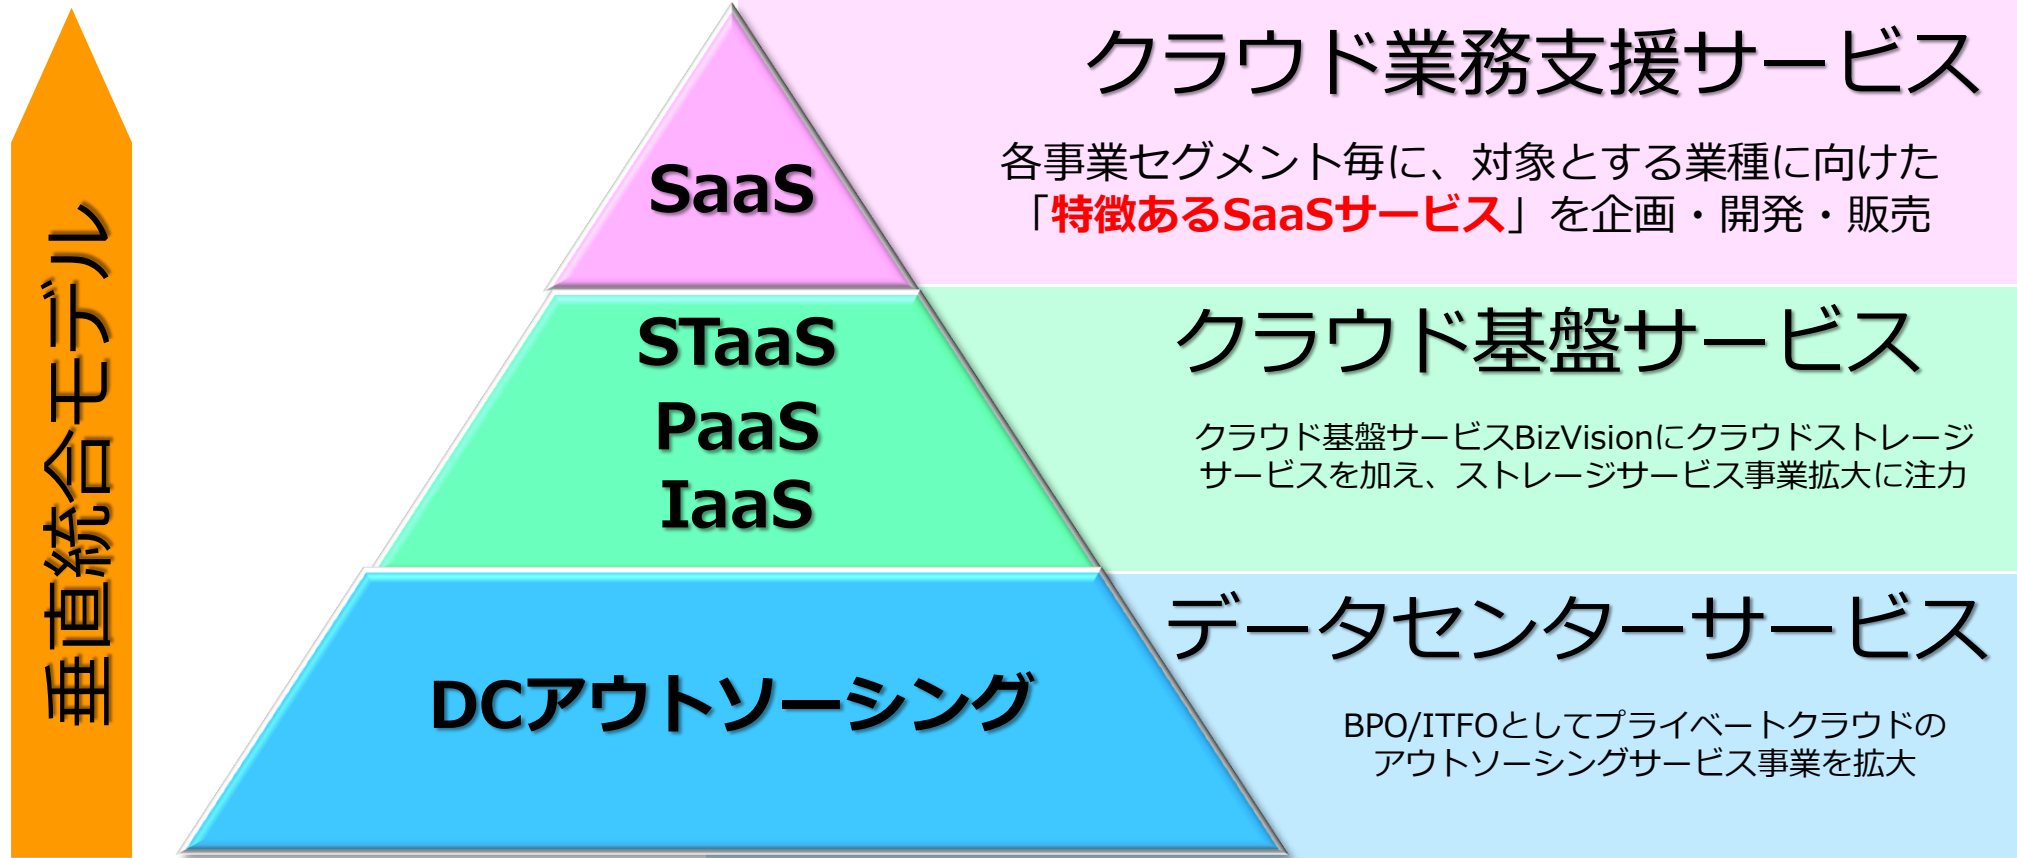 垂直統合モデル
SaaS
クラウド業務支援サービス
各事業セグメント毎に、対象とする業種に向けた
「特徴あるSaaSサービス」を企画・開発・販売
STaaS
PaaS
IaaS
クラウド基盤サービス
クラウド基盤サービスBizVisionにクラウドストレージ
サービスを加え、ストレージサービス事業拡大に注力
DCアウトソーシング
データセンターサービス
BPO/ITFOとしてプライベートクラウドの
アウトソーシングサービス事業を拡大